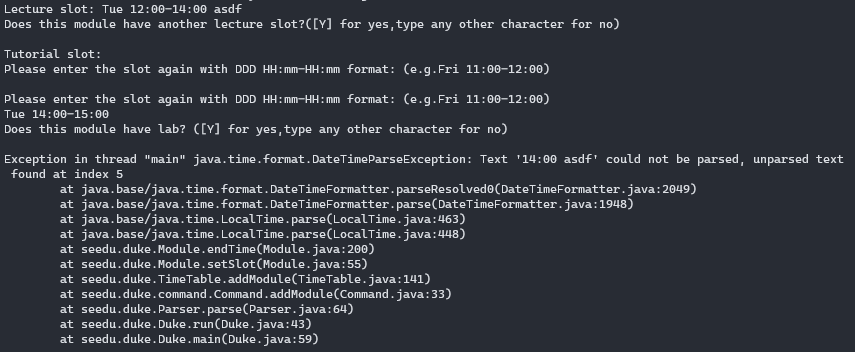 Lecture slot: Tue 12:00-14:00 asdf
Does this module have another lecture slot?([Y] for yes,type any other character for no)
Tutorial slot:
Please enter the slot again with DDD HH:mm-HH:mm format: (e.g.Fri 11:00-12:00)
Please enter the slot again with DDD HH:mm-HH:mm format: (e.g.Fri 11:00-12:00)
Tue 14:00-15:00
Does this module have lab? ([Y] for yes,type any other character for no)
Exception in thread "main" java.time.format.DateTimeParseException: Text '14:00 asdf' could not be parsed, unparsed text
found at index 5
at java.base/java.time.format.DateTimeFormatter.parseResolved0(DateTimeFormatter.java:2049)
at java.base/java.time.format.DateTimeFormatter.parse(DateTimeFormatter.java:1948)
at java.base/java.time.LocalTime.parse(LocalTime.java:463)
at java.base/java.time.LocalTime.parse(LocalTime.java:448)
at seedu.duke.Module.endTime(Module.java:200)
at seedu.duke.Module.setSlot(Module.java:55)
at seedu.duke.TimeTable.addModule(TimeTable.java:141)
at seedu.duke.command.Command.addModule(Command.java:33)
at seedu.duke.Parser.parse(Parser.java:64)
at seedu.duke.Duke.run(Duke.java:43)
at seedu.duke.Duke.main(Duke.java:59)